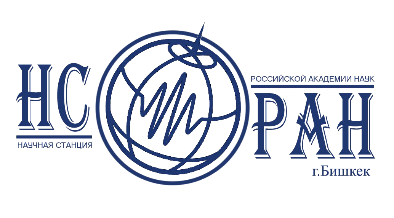 НС
НАУЧНАЯ СТАНЦИЯ
РОССИЙСКОЙ АКАДЕМИИ НАУК
РАН
г.Бишкек